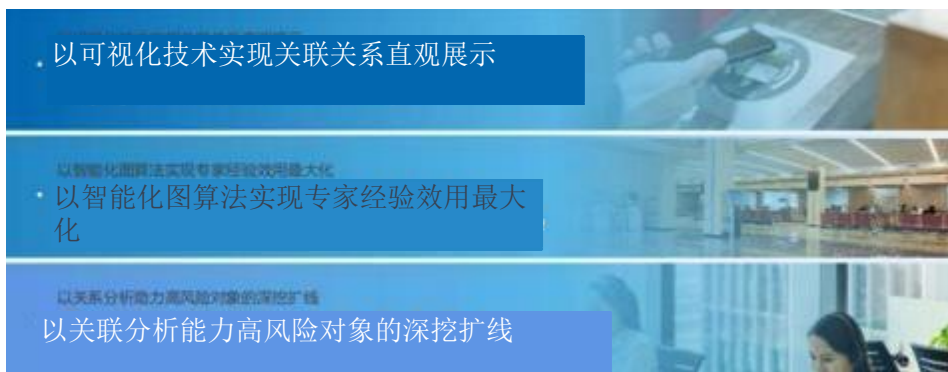 以可视化技术实现关联关系直观展示
以智能化图算法实现专家经验效用最大化
以智能化图算法实现专家经验效用最大
化
以关系分析助力高风险对象的深挖扩线
以关联分析能力高风险对象的深挖扩线